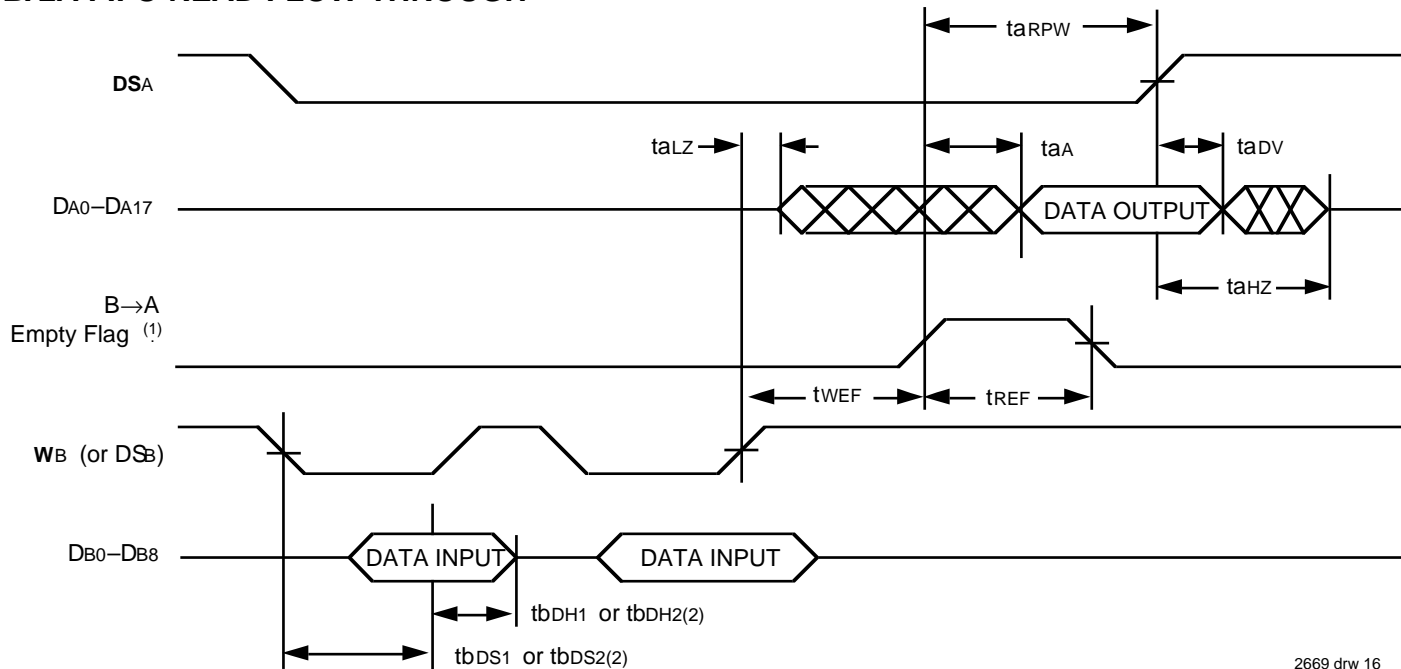 taRPW
DSA
taLZ
taA
taDV
DA0–DA17
DATA OUTPUT
taHZ
B→A
Empty Flag (1)
tWEF
tREF
WB (or DSB)
DB0–DB8
DATA INPUT
DATA INPUT
tbDH1 or tbDH2(2)
tbDS1 or tbDS2(2)
2669 drw 16